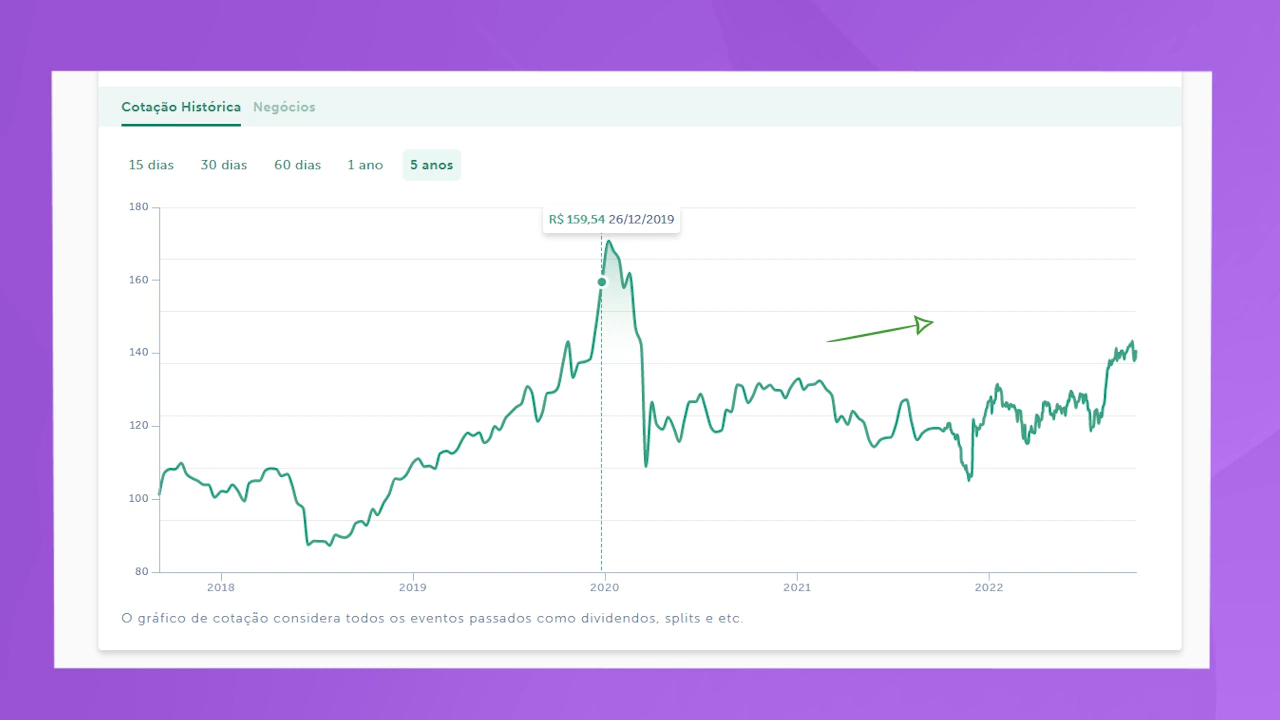 Cotação Histórica Negócios
15 dias 30 dias 60 dias 1 ano 5 anos
180
R$ 159,54 26/12/2019
160
140
120
100
80
2018 2019 2020 2021 2022
O gráfico de cotação considera todos os eventos passados como dividendos, splits e etc.